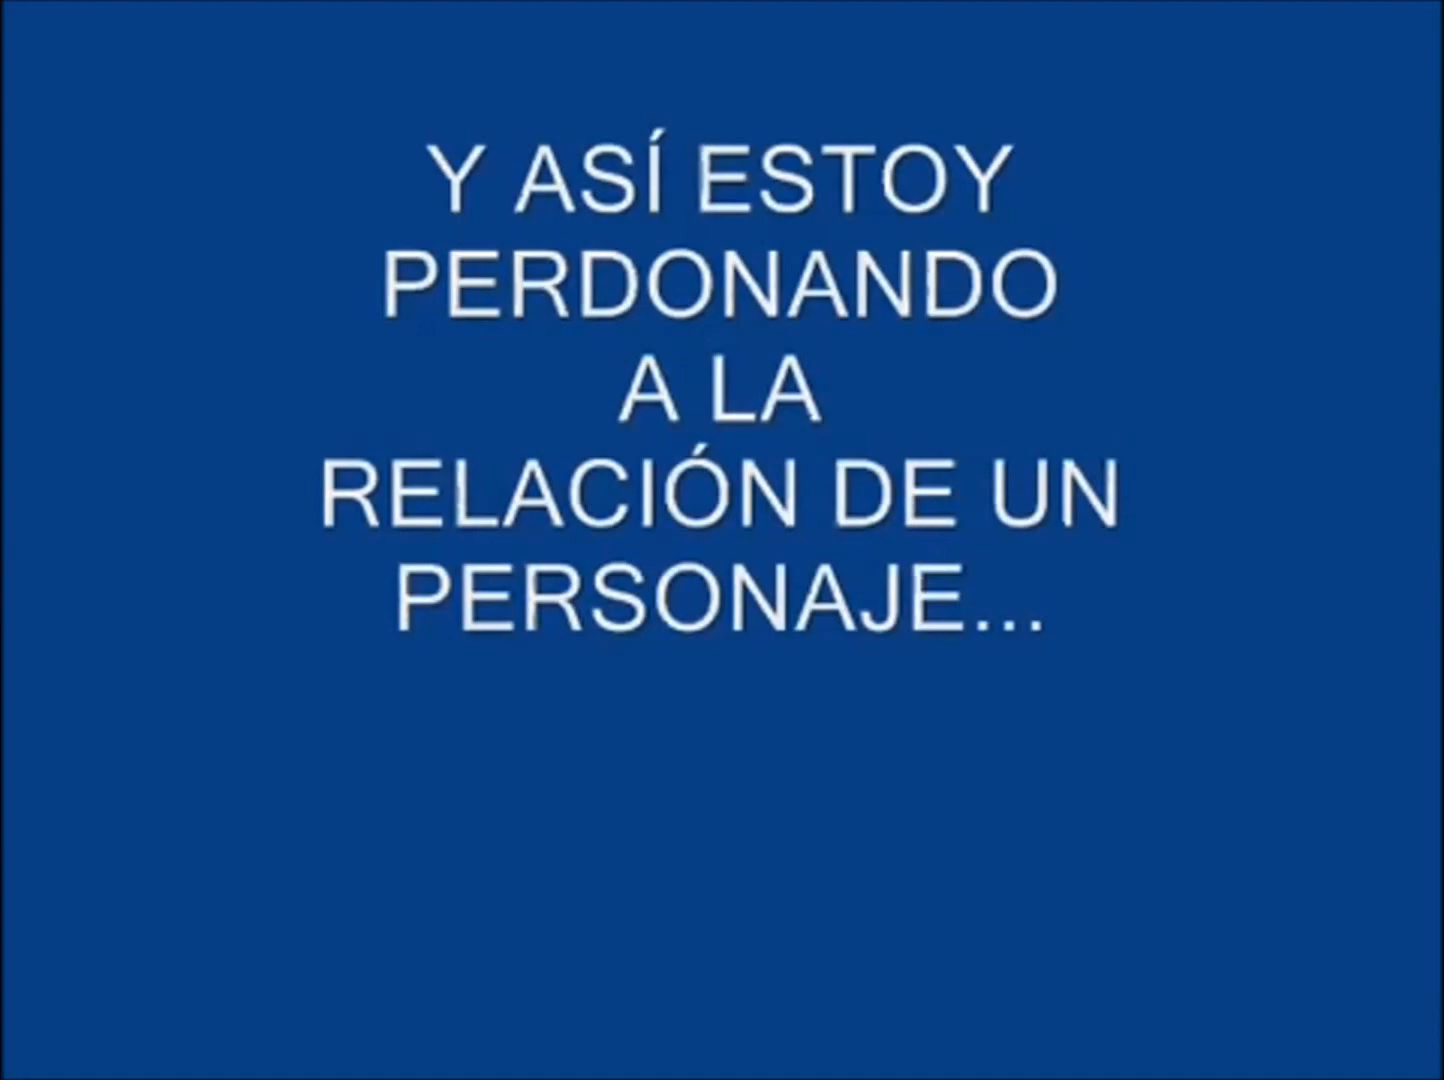 Y ASÍ ESTOY
PERDONANDO
A LA
RELACIÓN DE UN
PERSONAJE...